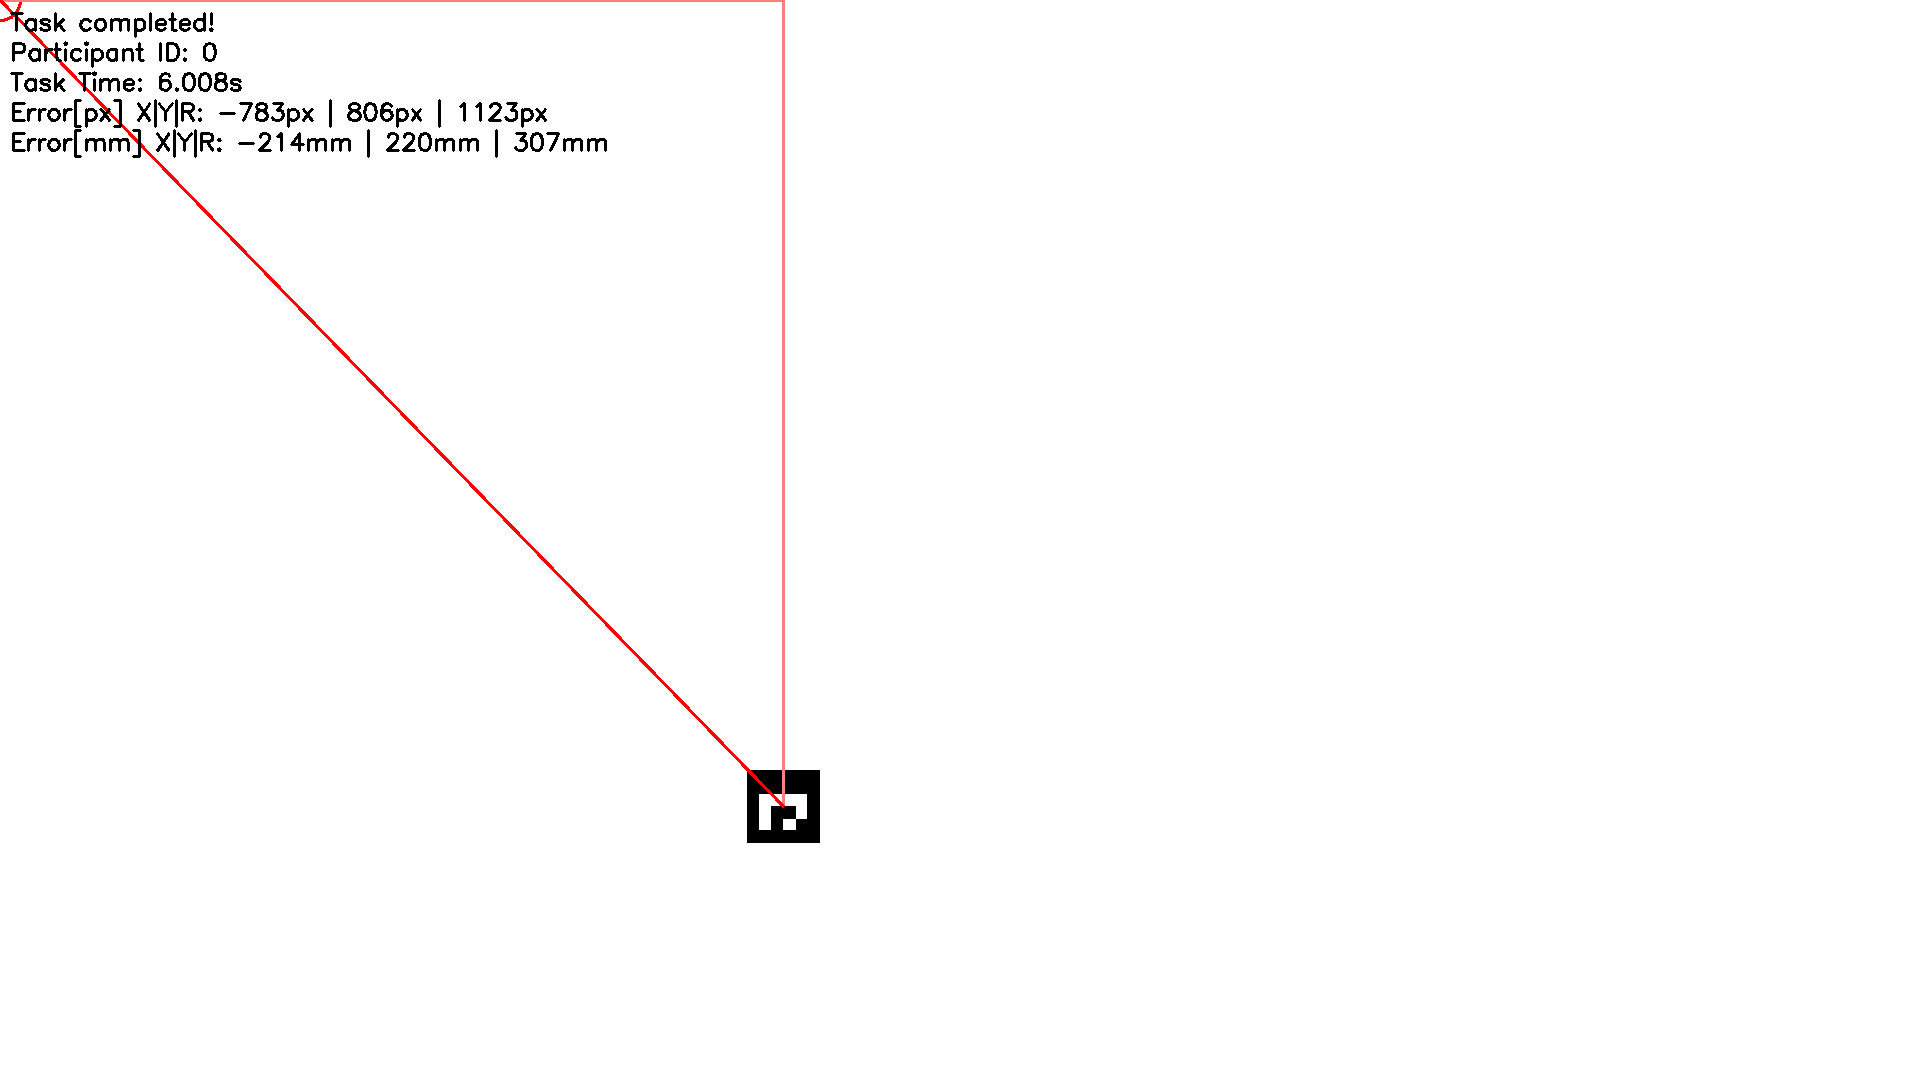 Task completed!
Participant ID: 0
Task Time: 6.008s
Error[px] X|Y|R: -783px | 806px | 1123px
Error[mm] X|Y|R: -214mm | 220mm | 307mm